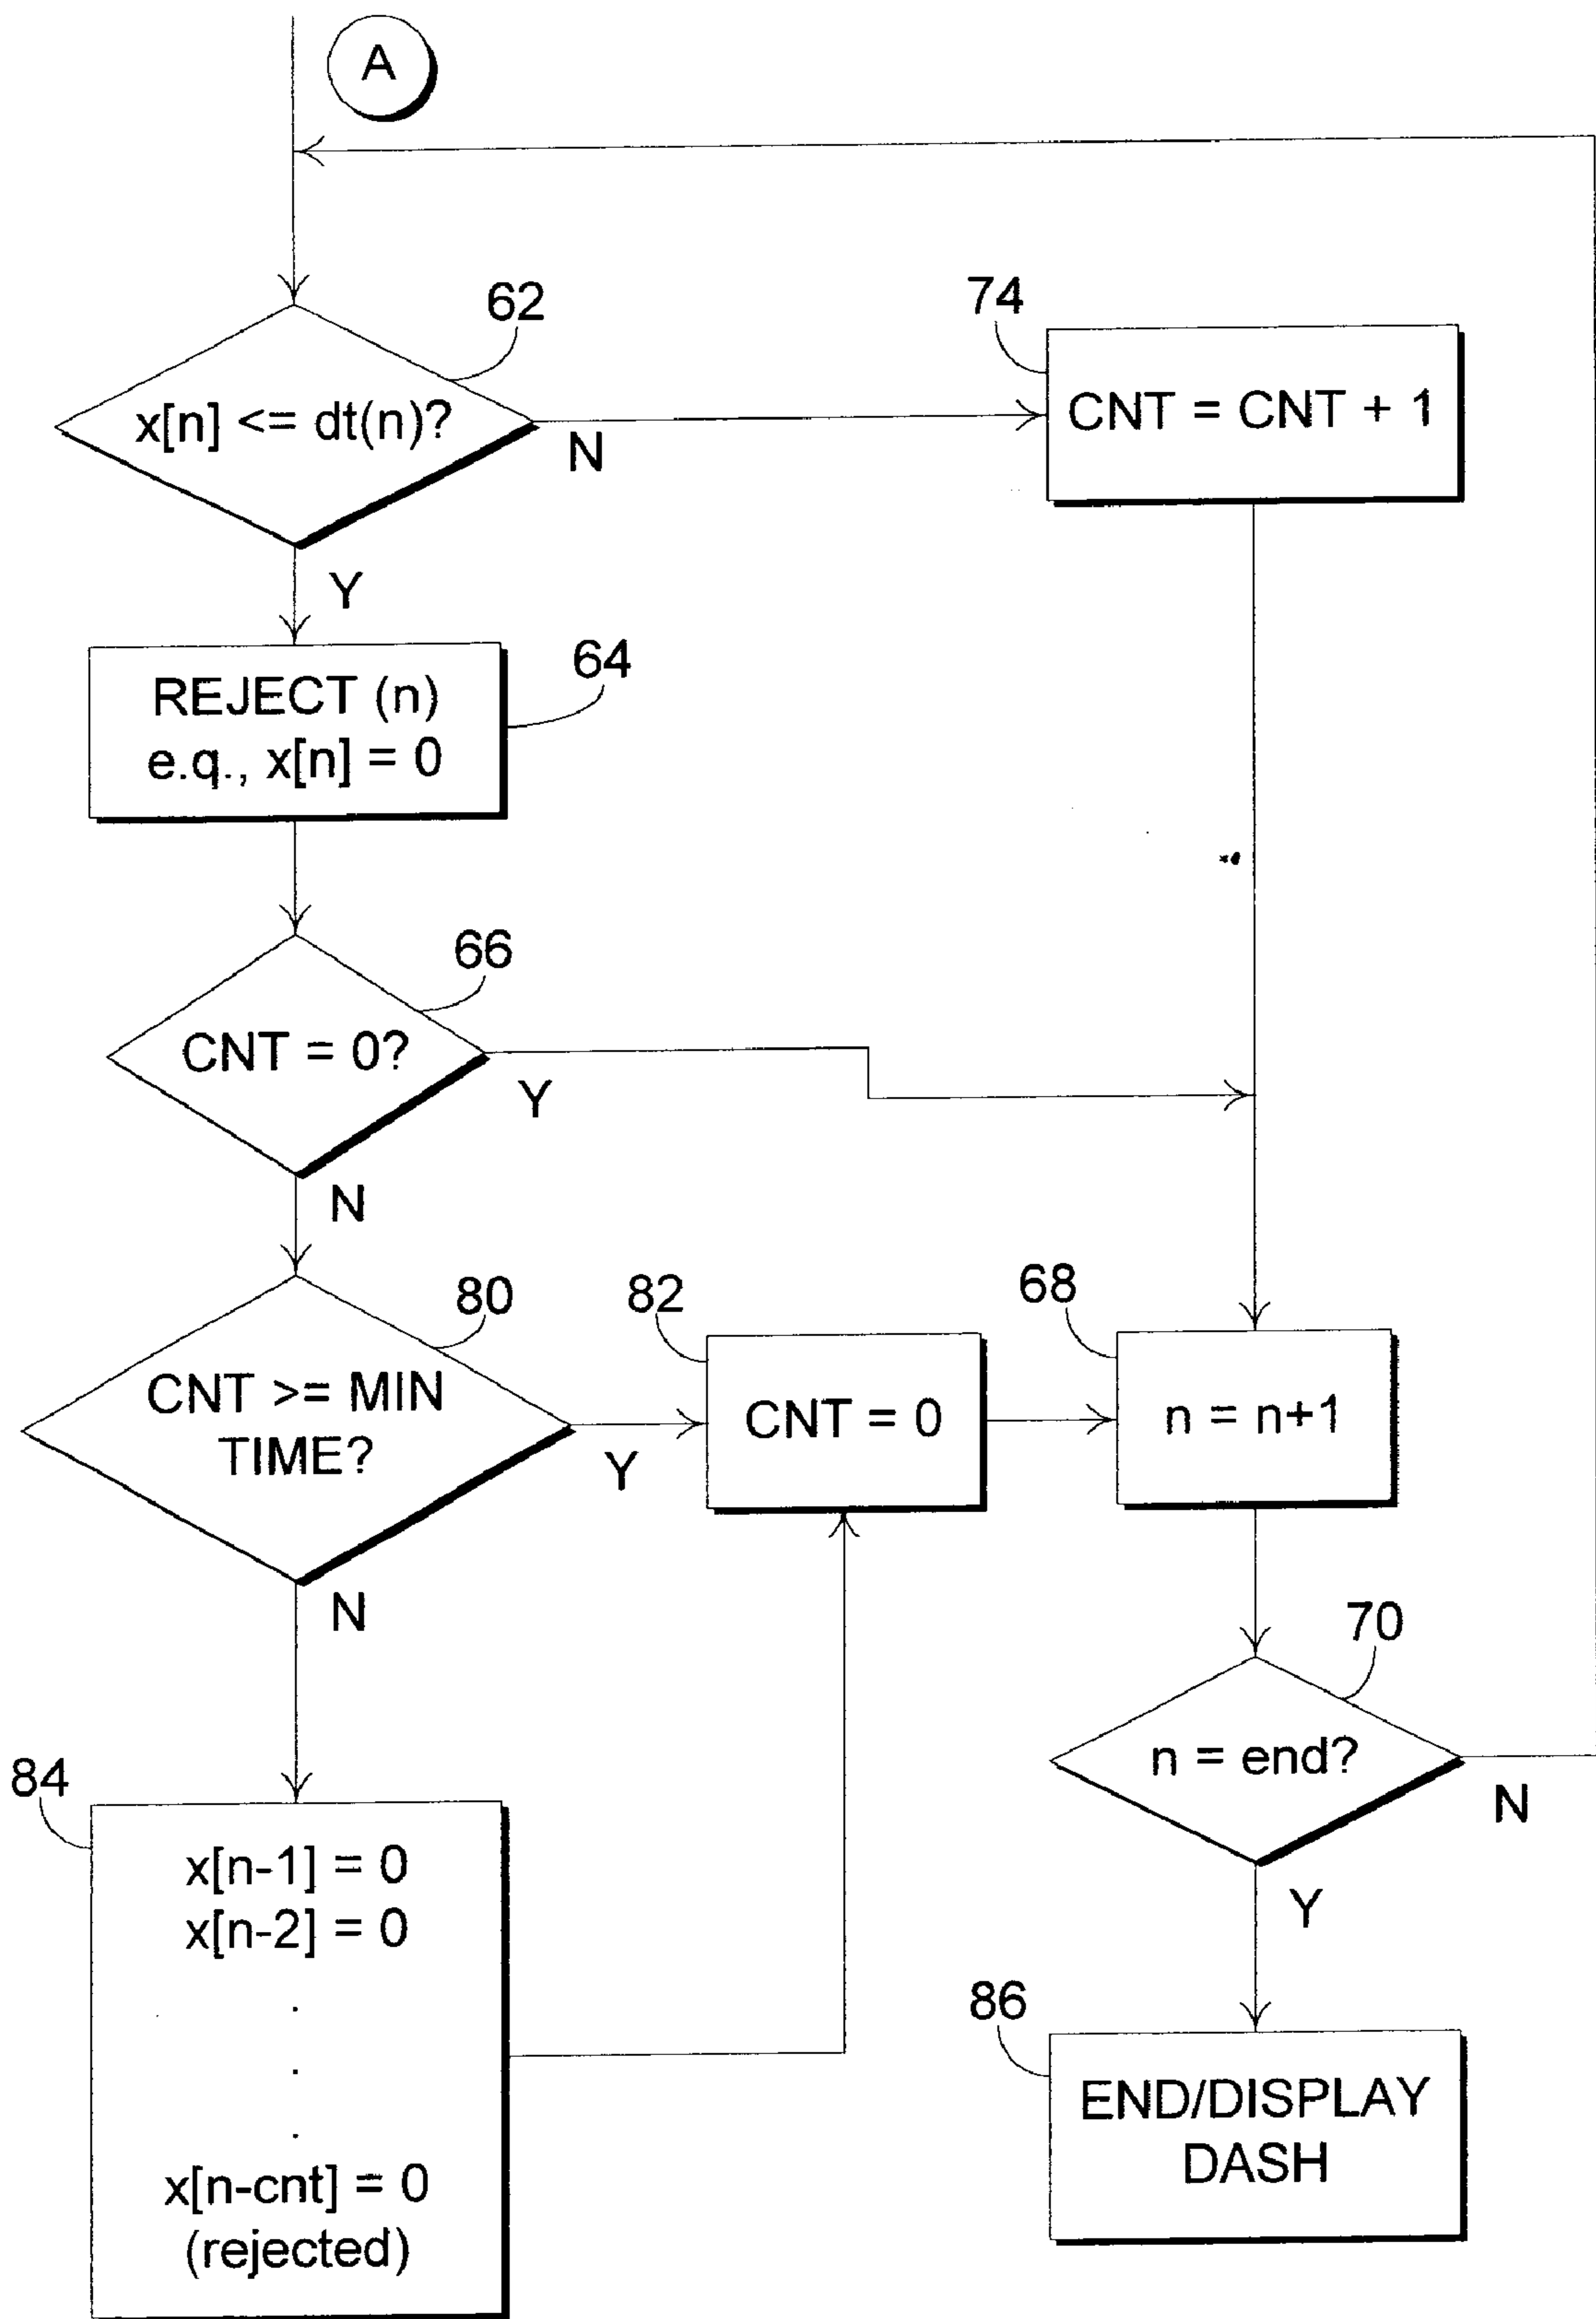 A
62
74
x[n] <= dt(n)?
CNT = CNT + 1
N
Y
64
REJECT (n)
e.q., x[n] = 0
66
CNT = 0?
Y
N
80
82
68
CNT >= MIN
TIME?
CNT = 0
n = n+1
Y
N
70
84
n = end?
N
x[n-1] = 0
x[n-2] = 0
.
.
.
x[n-cnt] = 0
(rejected)
Y
86
END/DISPLAY
DASH